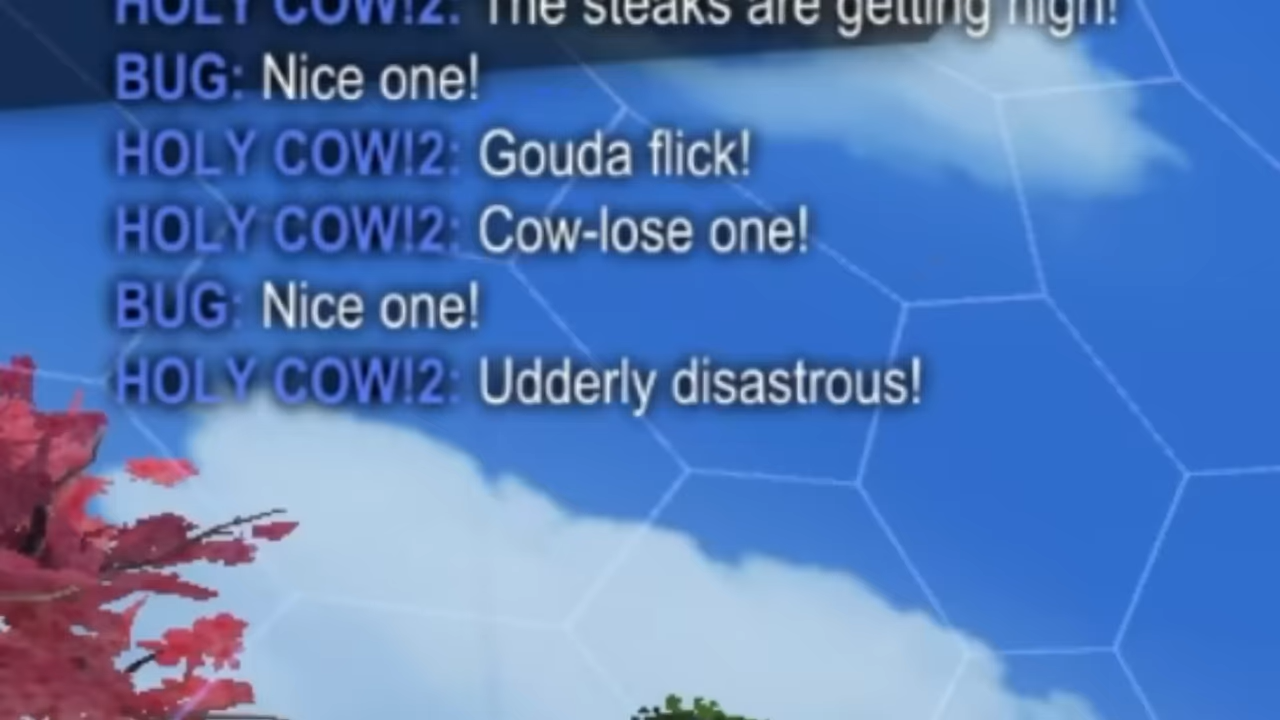 HOLY COW!2: The steaks are getting high!
BUG: Nice one!
HOLY COW!2: Gouda flick!
HOLY COW!2: Cow-lose one!
BUG: Nice one!
HOLY COW!2: Udderly disastrous!